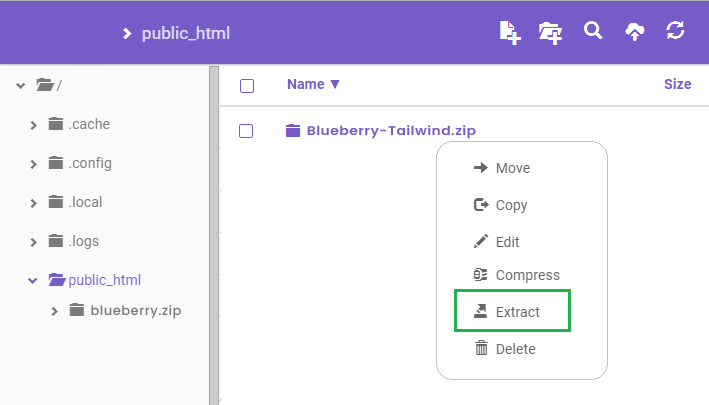 public_html
/
Name ▼ Size
.cache
Blueberry-Tailwind.zip
.config
.local
.logs
public_html
blueberry.zip
Move
Copy
Edit
Compress
Extract
Delete